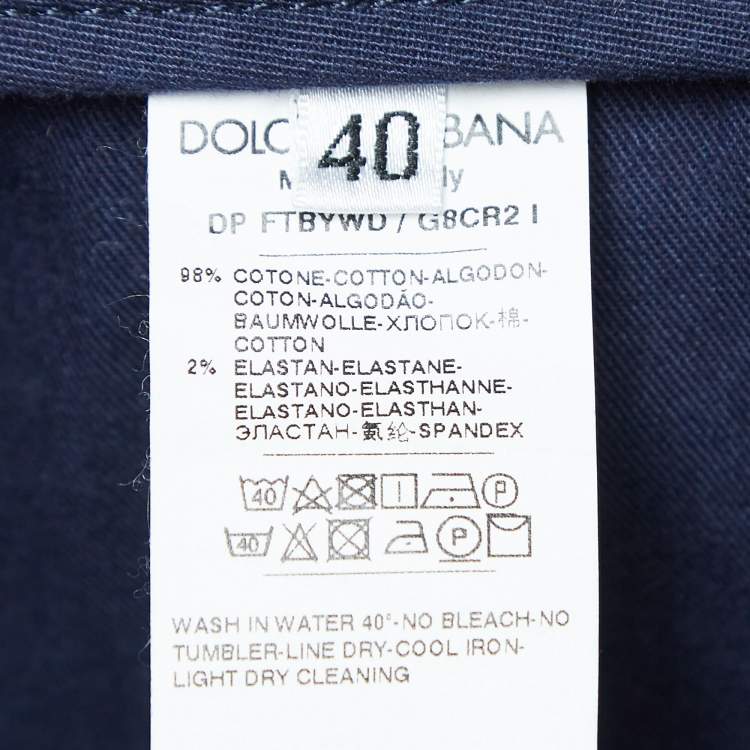 40
DOLC BANA
M ly
DP FTBYWD / G8CR2 I
98% COTONE-COTTON-ALGODON-
COTON-ALGODÃO-
BAUMWOLLE-ХЛОПОК-棉-
COTTON
2% ELASTAN-ELASTANE-
ELASTANO-ELASTHANNE-
ELASTANO-ELASTHAN-
ЭЛАСТАН-氨纶-SPANDEX
40 I P
40 P
WASH IN WATER 40°-NO BLEACH-NO
TUMBLER-LINE DRY-COOL IRON-
LIGHT DRY CLEANING